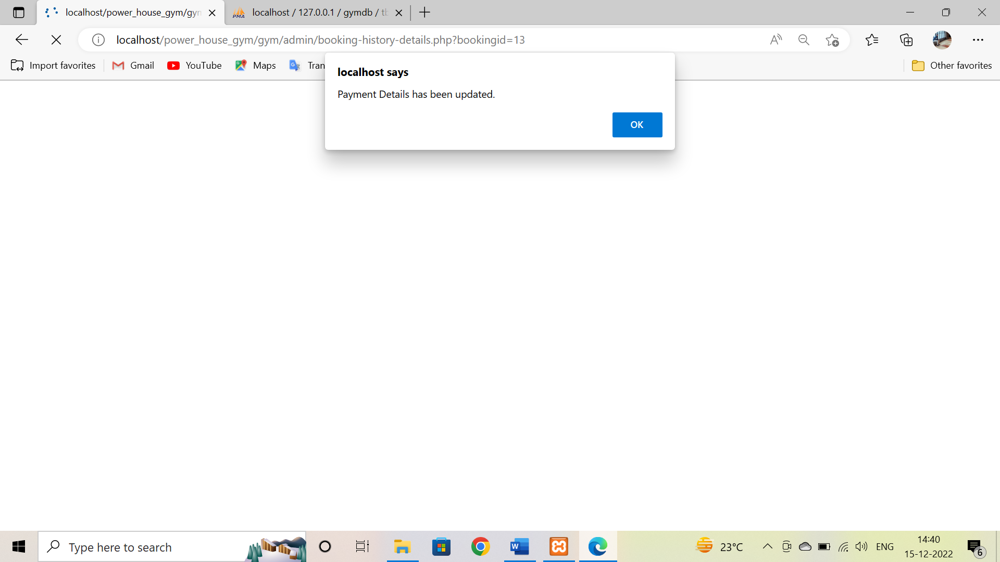 localhost/power_house_gym/gyn
localhost / 127.0.0.1 / gymdb / tb
PMA
localhost/power_house_gym/gym/admin/booking-history-details.php?bookingid=13
Import favorites
Gmail
YouTube
Maps
Tran
Other favorites
localhost says
Payment Details has been updated.
OK
Type here to search
23°C
ENG
14:40
15-12-2022
6